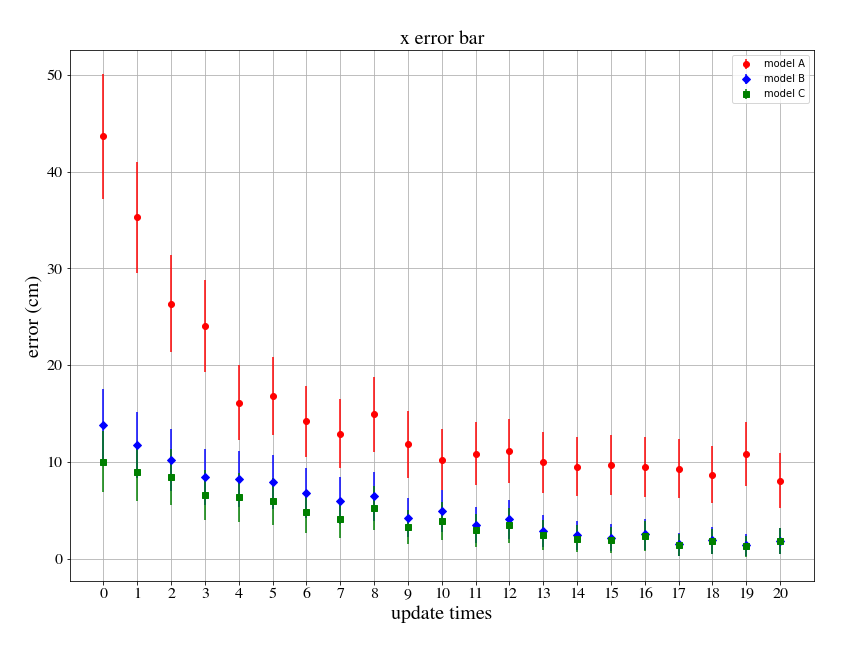 x error bar
model A
model B
model C
50
40
30
20
10
0
error (cm)
0 1 2 3 4 5 6 7 8 9 10 11 12 13 14 15 16 17 18 19 20
update times